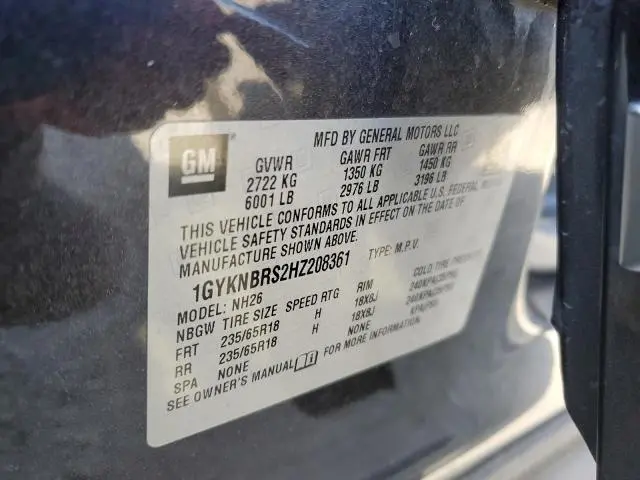 GM
MFD BY GENERAL MOTORS LLC
GVWR GAWR FRT GAWR RR
2722 KG 1350 KG 1450 KG
6001 LB 2976 LB 3196 LB
THIS VEHICLE CONFORMS TO ALL APPLICABLE U.S. FEDERAL MOTOR
VEHICLE SAFETY STANDARDS IN EFFECT ON THE DATE OF
MANUFACTURE SHOWN ABOVE.
1GYKNBRS2HZ208361 TYPE: M.P.V.
MODEL: NH26
NBGW TIRE SIZE SPEED RTG RIM COLD TIRE
FRT 235/65R18 H 18X8J
RR 235/65R18 H 18X8J
SPA NONE NONE
SEE OWNER'S MANUAL FOR MORE INFORMATION.